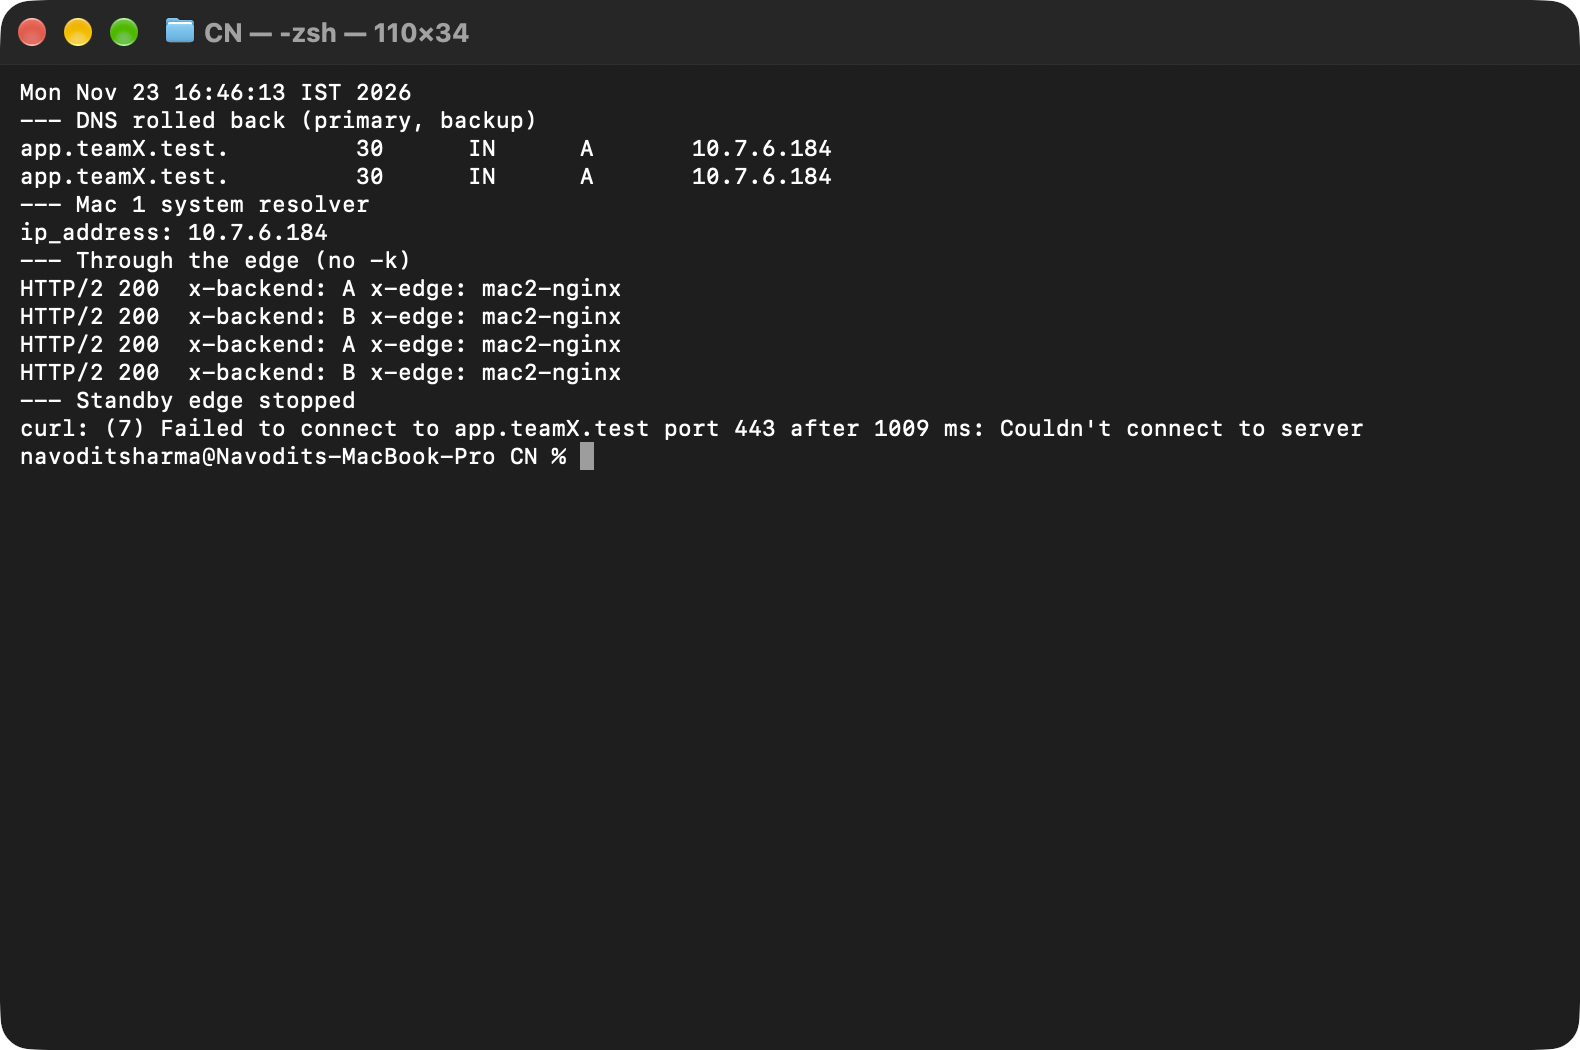 CN — -zsh — 110×34
Mon Nov 23 16:46:13 IST 2026
--- DNS rolled back (primary, backup)
app.teamX.test.         30      IN      A       10.7.6.184
app.teamX.test.         30      IN      A       10.7.6.184
--- Mac 1 system resolver
ip_address: 10.7.6.184
--- Through the edge (no -k)
HTTP/2 200  x-backend: A x-edge: mac2-nginx
HTTP/2 200  x-backend: B x-edge: mac2-nginx
HTTP/2 200  x-backend: A x-edge: mac2-nginx
HTTP/2 200  x-backend: B x-edge: mac2-nginx
--- Standby edge stopped
curl: (7) Failed to connect to app.teamX.test port 443 after 1009 ms: Couldn't connect to server
navoditsharma@Navodits-MacBook-Pro CN %